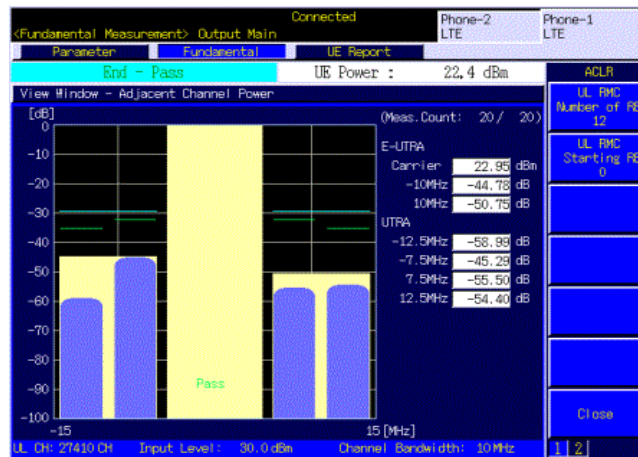 Connected
<Fundamental Measurement> Output Main
Phone-2
LTE
Phone-1
LTE
Parameter
Fundamental
UE Report
End - Pass
UE Power : 22.4 dBm
ACLR
View Window - Adjacent Channel Power
UL RMC
Number of RB
12
UL RMC
Starting RB
0
Close
1 2
[dB]
0
-10
-20
-30
-40
-50
-60
-70
-80
-90
-100
-15
15 [MHz]
Pass
(Meas.Count: 20/ 20)
E-UTRA
Carrier 22.95 dBm
-10MHz -44.78 dB
10MHz -50.75 dB
UTRA
-12.5MHz -58.99 dB
-7.5MHz -45.29 dB
7.5MHz -55.50 dB
12.5MHz -54.40 dB
UL CH: 27410 CH Input Level: 30.0 dBm Channel Bandwidth: 10 MHz